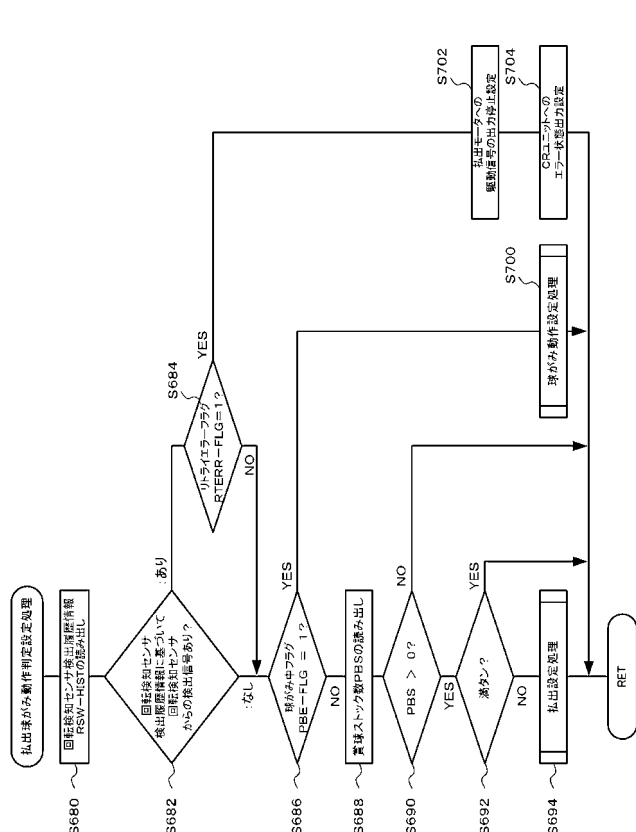 払出球がみ動作判定設定処理
S680
回転検知センサ検出履歴情報
RSW-HISTの読み出し
S682
回転検知センサ
検出履歴情報に基づいて
回転検知センサ
からの検出信号あり?
:あり
:なし
S684
リトライエラーフラグ
RTERR-FLG=1?
YES
NO
S686
球がみ中フラグ
PBE-FLG = 1?
YES
NO
S688
賞球ストック数PBSの読み出し
S690
PBS > 0?
NO
YES
S692
満タン?
YES
NO
S694
払出設定処理
S700
球がみ動作設定処理
S702
払出モータへの
駆動信号の出力停止設定
S704
CRユニットへの
エラー状態出力設定
RET